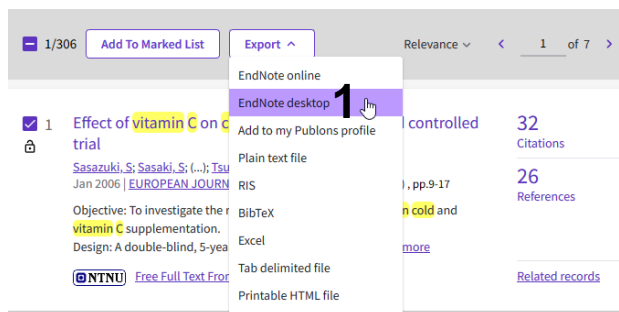 1/306 Add To Marked List Export Relevance 1 of 7
EndNote online
EndNote desktop 1
Add to my Publons profile
Plain text file
RIS
BibTeX
Excel
Tab delimited file
Printable HTML file
1 Effect of vitamin C on c controlled
trial
Sasazuki, S; Sasaki, S; (...); Tsu
Jan 2006 | EUROPEAN JOURN ), pp.9-17
Objective: To investigate the r n cold and
vitamin C supplementation.
Design: A double-blind, 5-yea more
NTNU Free Full Text Fror
32
Citations
26
References
Related records